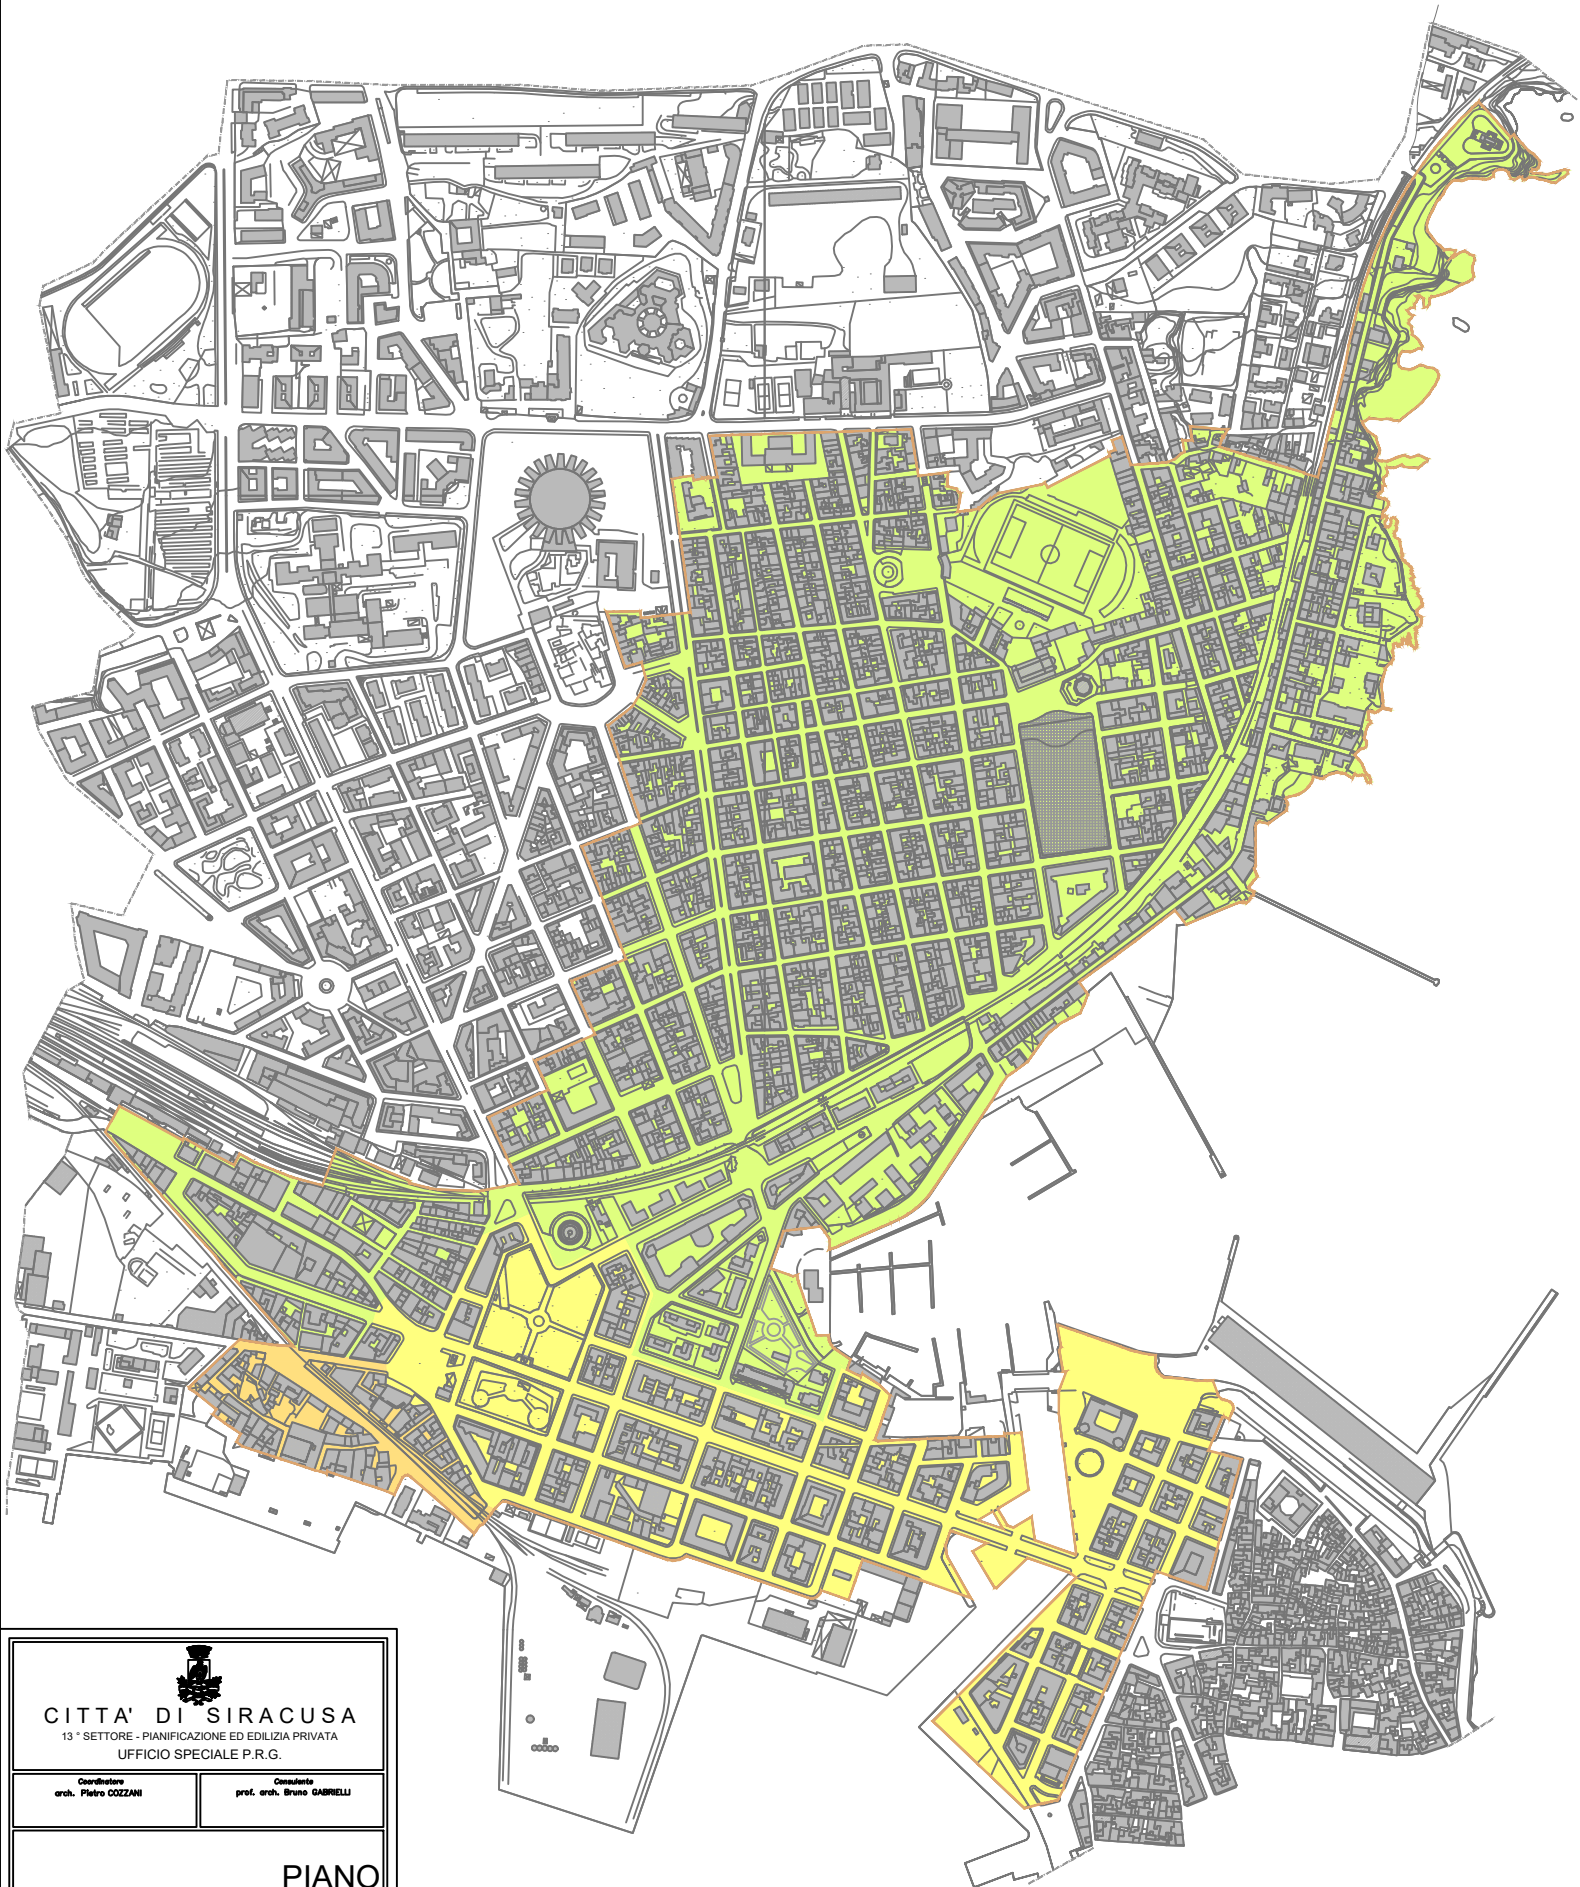 CITTA' DI SIRACUSA
13 ° SETTORE - PIANIFICAZIONE ED EDILIZIA PRIVATA
UFFICIO SPECIALE P.R.G.
Coordinatore
arch. Pietro COZZANI
Consulente
prof. arch. Bruno GABRIELLI
PIANO